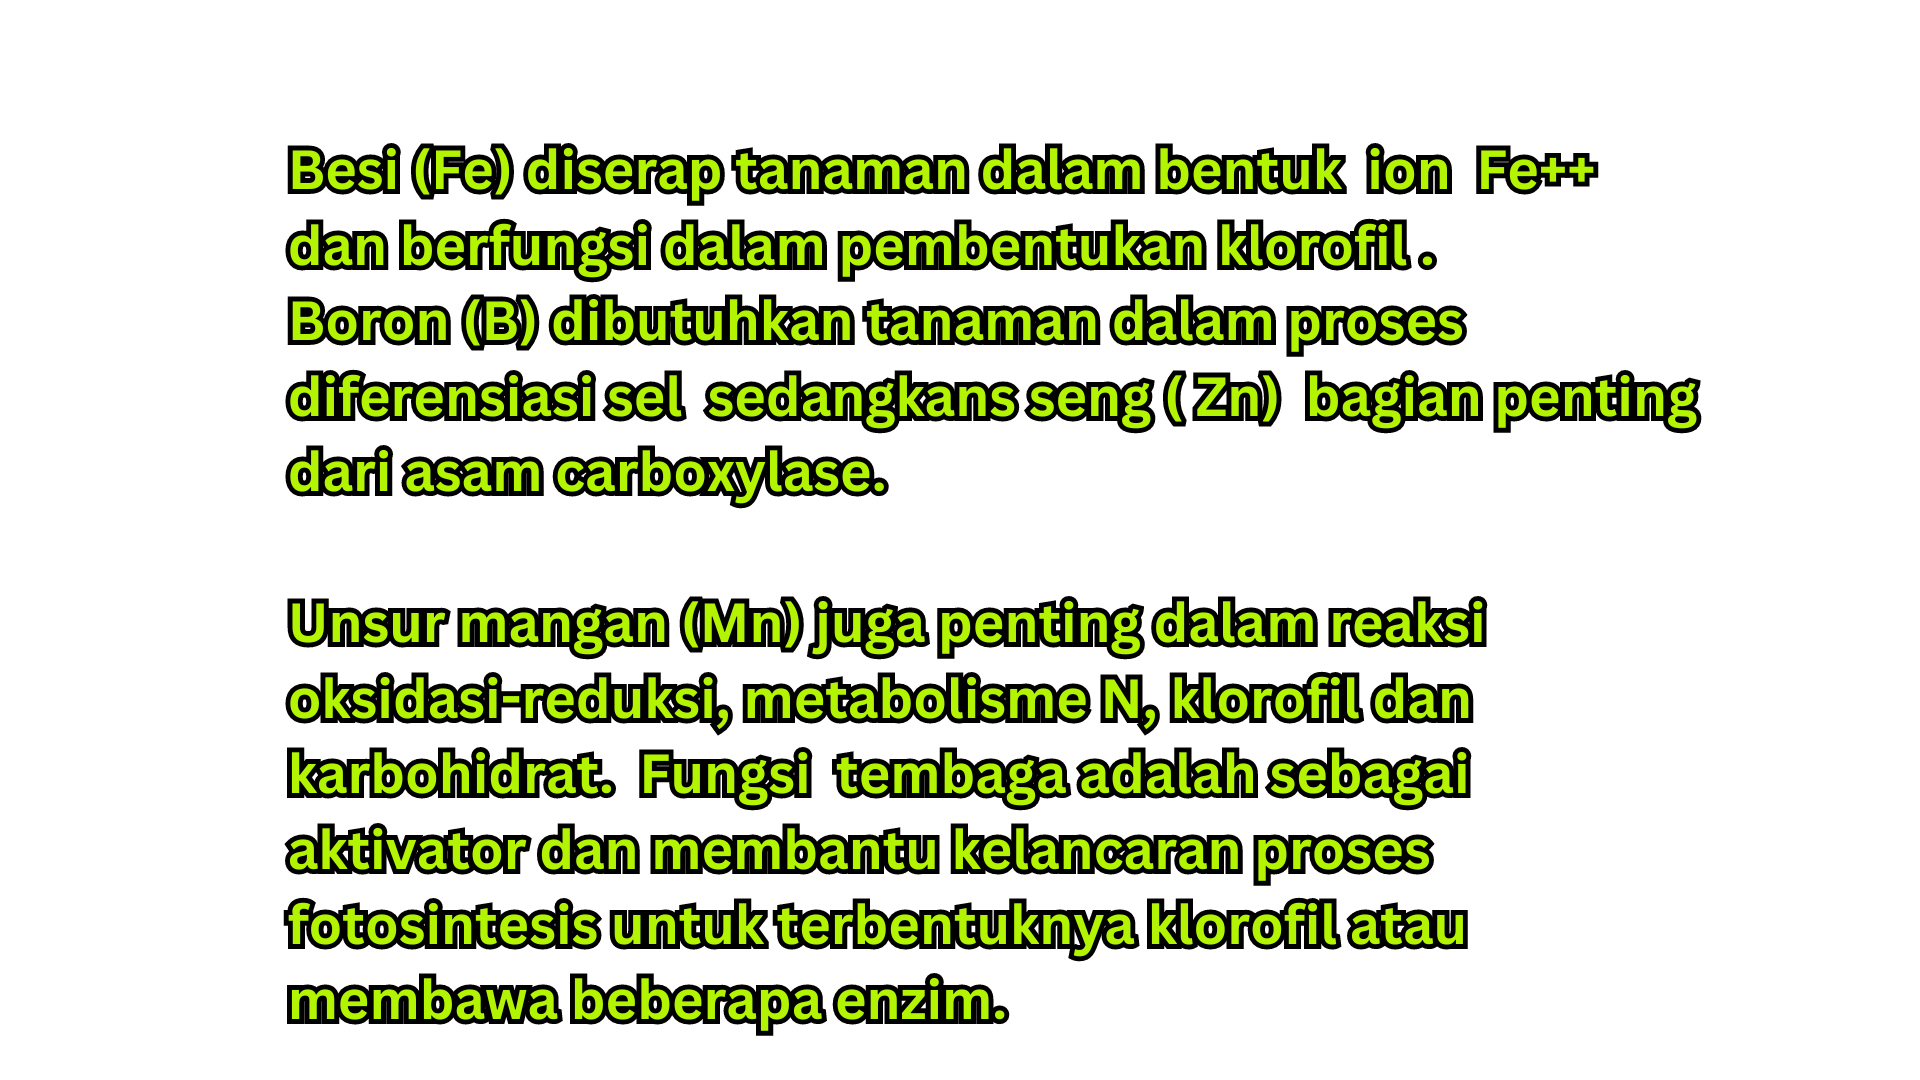 Besi (Fe) diserap tanaman dalam bentuk  ion  Fe++
dan berfungsi dalam pembentukan klorofil .
Boron (B) dibutuhkan tanaman dalam proses
diferensiasi sel  sedangkans seng ( Zn)  bagian penting
dari asam carboxylase.
Unsur mangan (Mn) juga penting dalam reaksi
oksidasi-reduksi, metabolisme N, klorofil dan
karbohidrat.  Fungsi  tembaga adalah sebagai
aktivator dan membantu kelancaran proses
fotosintesis untuk terbentuknya klorofil atau
membawa beberapa enzim.